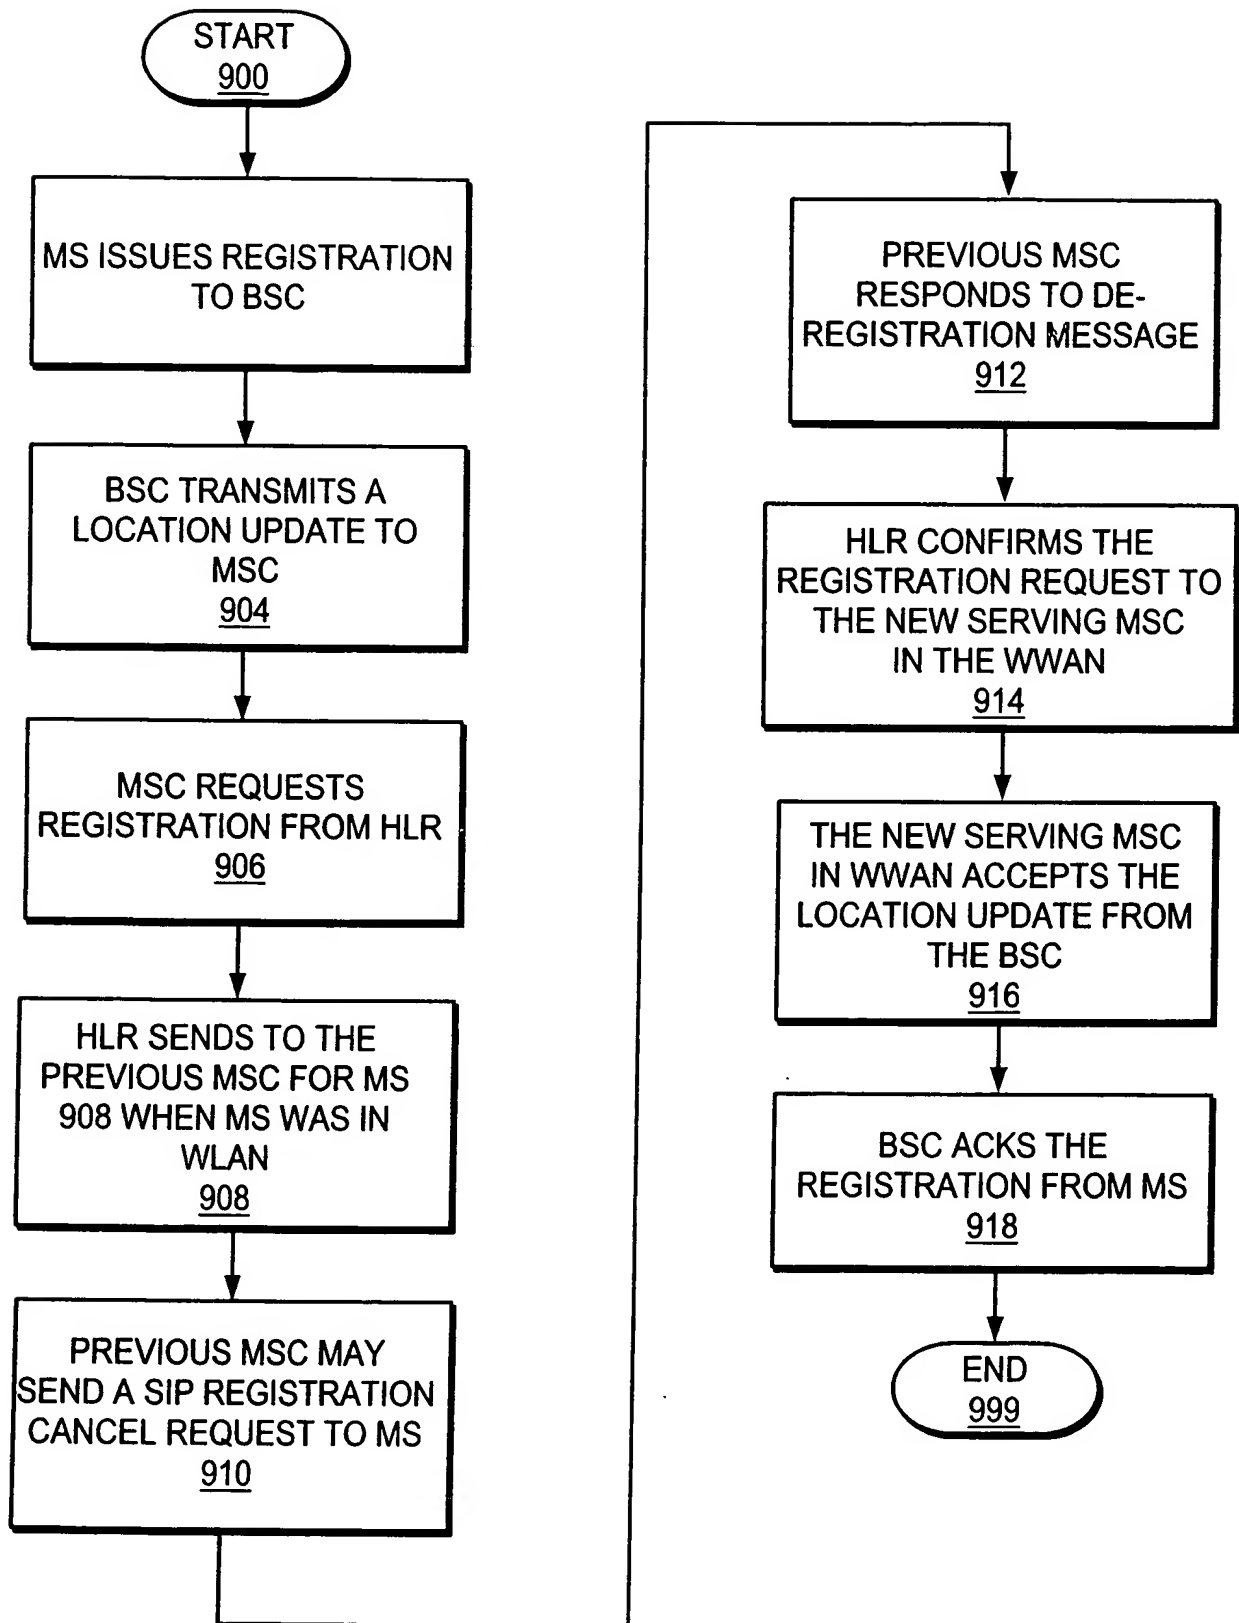 START
900
MS ISSUES REGISTRATION
TO BSC
BSC TRANSMITS A
LOCATION UPDATE TO
MSC
904
MSC REQUESTS
REGISTRATION FROM HLR
906
HLR SENDS TO THE
PREVIOUS MSC FOR MS
908 WHEN MS WAS IN
WLAN
908
PREVIOUS MSC MAY
SEND A SIP REGISTRATION
CANCEL REQUEST TO MS
910
PREVIOUS MSC
RESPONDS TO DE-
REGISTRATION MESSAGE
912
HLR CONFIRMS THE
REGISTRATION REQUEST TO
THE NEW SERVING MSC
IN THE WWAN
914
THE NEW SERVING MSC
IN WWAN ACCEPTS THE
LOCATION UPDATE FROM
THE BSC
916
BSC ACKS THE
REGISTRATION FROM MS
918
END
999